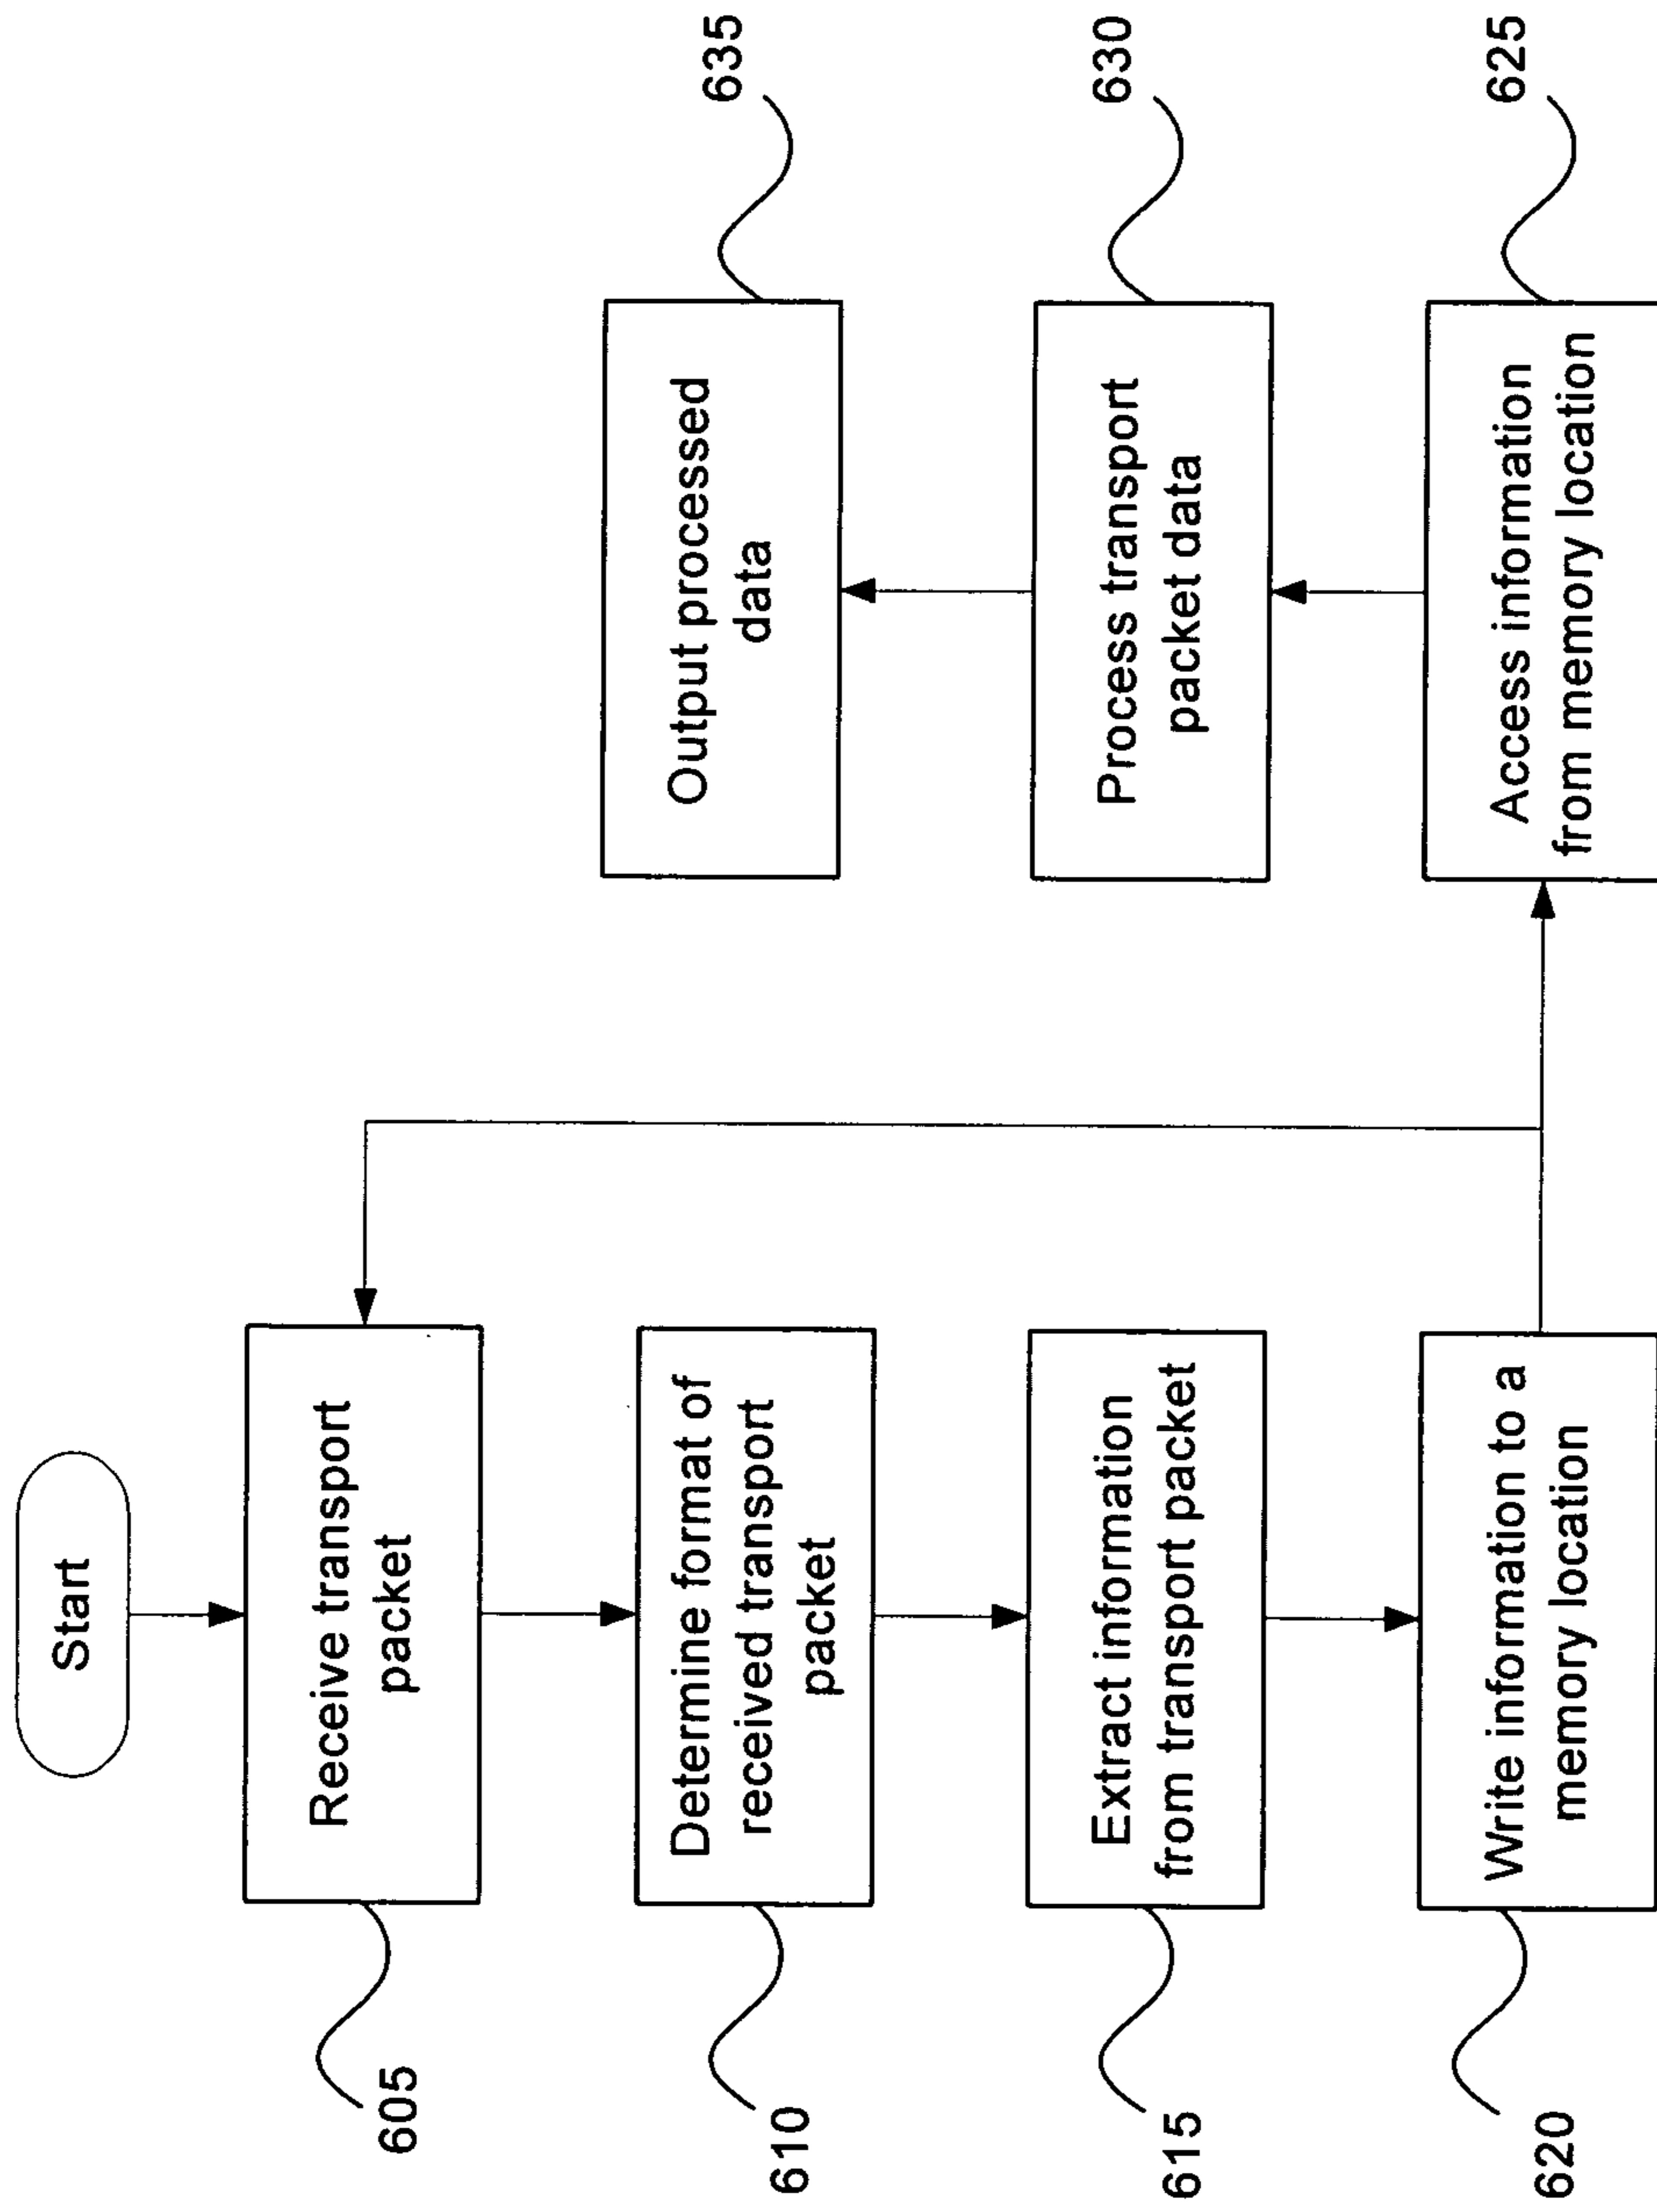 Start
Receive transport
packet
605
Determine format of
received transport
packet
610
Extract information
from transport packet
615
Write information to a
memory location
620
Access information
from memory location
625
Process transport
packet data
630
Output processed
data
635